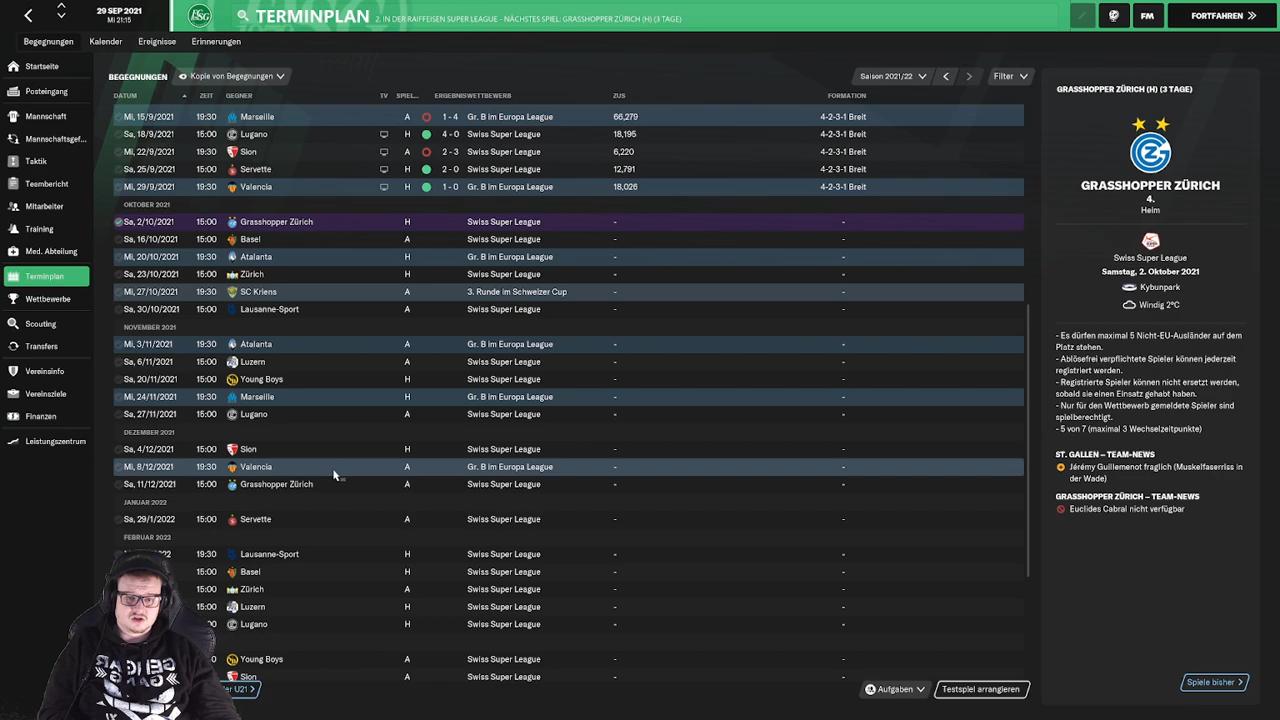 29 SEP 2021
Mi 21:15
TERMINPLAN
2. IN DER RAIFFEISEN SUPER LEAGUE - NÄCHSTES SPIEL: GRASSHOPPER ZÜRICH (H) (3 TAGE)
FM
FORTFAHREN
Begegnungen Kalender Ereignisse Erinnerungen
Startseite
Posteingang
Mannschaft
Mannschaftsgef...
Taktik
Teambericht
Mitarbeiter
Training
Med. Abteilung
Terminplan
Wettbewerbe
Scouting
Transfers
Vereinsinfo
Vereinsziele
Finanzen
Leistungszentrum
BEGEGNUNGEN Kopie von Begegnungen Saison 2021/22 Filter
DATUM ZEIT GEGNER TV SPIEL... ERGEBNIS WETTBEWERB ZUS FORMATION
Mi, 15/9/2021 19:30 Marseille A 1 - 4 Gr. B im Europa League 66,279 4-2-3-1 Breit
Sa, 18/9/2021 19:30 Lugano H 4 - 0 Swiss Super League 18,195 4-2-3-1 Breit
Mi, 22/9/2021 19:30 Sion A 2 - 3 Swiss Super League 6,220 4-2-3-1 Breit
Sa, 25/9/2021 19:30 Servette H 2 - 0 Swiss Super League 12,791 4-2-3-1 Breit
Mi, 29/9/2021 19:30 Valencia H 1 - 0 Gr. B im Europa League 18,026 4-2-3-1 Breit
OKTOBER 2021
Sa, 2/10/2021 15:00 Grasshopper Zürich H Swiss Super League - -
Sa, 16/10/2021 15:00 Basel A Swiss Super League - -
Mi, 20/10/2021 19:30 Atalanta H Gr. B im Europa League - -
Sa, 23/10/2021 15:00 Zürich H Swiss Super League - -
Mi, 27/10/2021 19:30 SC Kriens A 3. Runde im Schweizer Cup - -
Sa, 30/10/2021 15:00 Lausanne-Sport A Swiss Super League - -
NOVEMBER 2021
Mi, 3/11/2021 19:30 Atalanta A Gr. B im Europa League - -
Sa, 6/11/2021 15:00 Luzern A Swiss Super League - -
Sa, 20/11/2021 15:00 Young Boys H Swiss Super League - -
Mi, 24/11/2021 19:30 Marseille H Gr. B im Europa League - -
Sa, 27/11/2021 15:00 Lugano A Swiss Super League - -
DEZEMBER 2021
Sa, 4/12/2021 15:00 Sion H Swiss Super League - -
Mi, 8/12/2021 19:30 Valencia A Gr. B im Europa League - -
Sa, 11/12/2021 15:00 Grasshopper Zürich A Swiss Super League - -
JANUAR 2022
Sa, 29/1/2022 15:00 Servette A Swiss Super League - -
FEBRUAR 2022
19:30 Lausanne-Sport H Swiss Super League - -
15:00 Basel H Swiss Super League - -
15:00 Zürich A Swiss Super League - -
15:00 Luzern H Swiss Super League - -
15:00 Lugano H Swiss Super League - -
Young Boys A Swiss Super League - -
Sion A Swiss Super League - -
U21 Aufgaben Testspiel arrangieren
GRASSHOPPER ZÜRICH (H) (3 TAGE)
GRASSHOPPER ZÜRICH
4.
Heim
Swiss Super League
Samstag, 2. Oktober 2021
Kybunpark
Windig 2°C
- Es dürfen maximal 5 Nicht-EU-Ausländer auf dem
Platz stehen.
- Ablösefrei verpflichtete Spieler können jederzeit
registriert werden.
- Registrierte Spieler können nicht ersetzt werden,
sobald sie einen Einsatz gehabt haben.
- Nur für den Wettbewerb gemeldete Spieler sind
spielberechtigt.
- 5 von 7 (maximal 3 Wechselzeitpunkte)
ST. GALLEN – TEAM-NEWS
Jérémy Guillemenot fraglich (Muskelfaserriss in
der Wade)
GRASSHOPPER ZÜRICH – TEAM-NEWS
Euclides Cabral nicht verfügbar
Spiele bisher